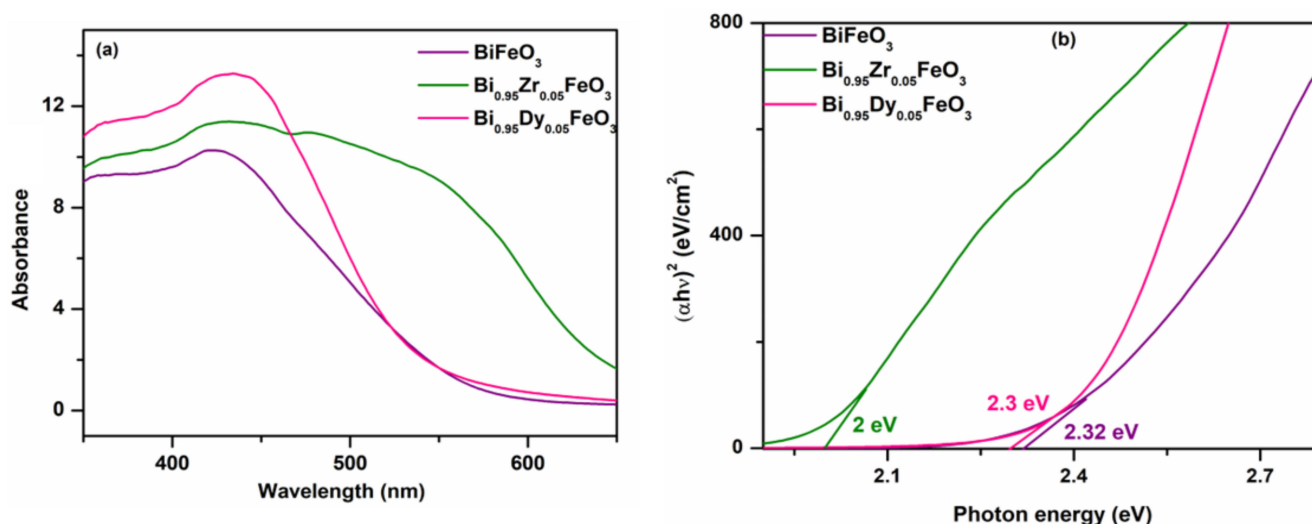 (a)
BiFeO₃
Bi₀.₉₅Zr₀.₀₅FeO₃
Bi₀.₉₅Dy₀.₀₅FeO₃
12
8
4
0
Absorbance
400
500
600
Wavelength (nm)
(b)
BiFeO₃
Bi₀.₉₅Zr₀.₀₅FeO₃
Bi₀.₉₅Dy₀.₀₅FeO₃
800
400
0
(αhν)² (eV/cm²)
2 eV
2.3 eV
2.32 eV
2.1
2.4
2.7
Photon energy (eV)